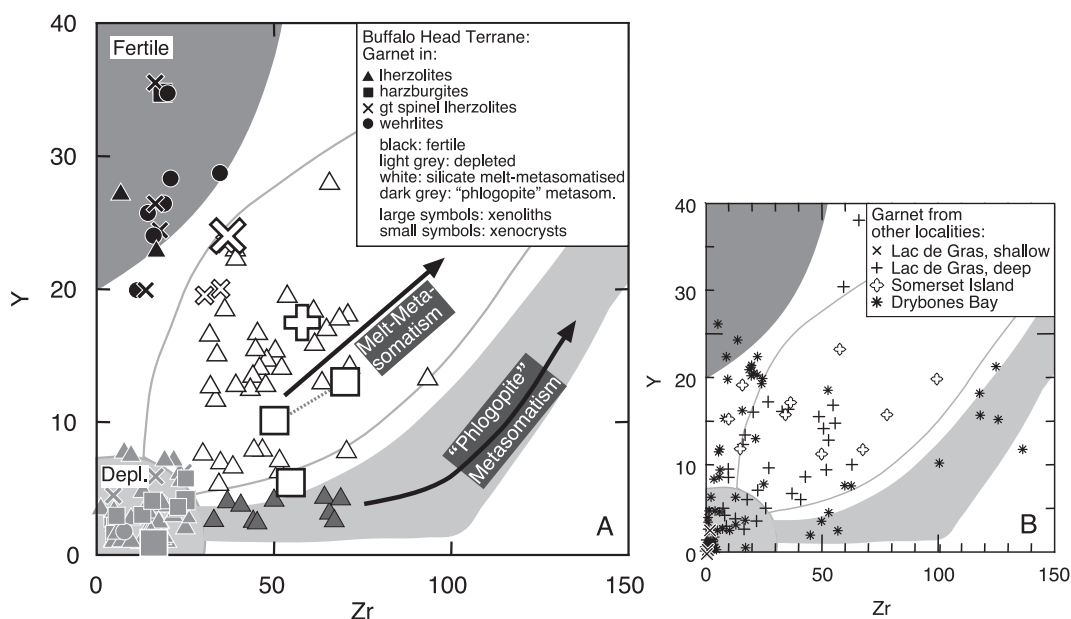 40
30
20
10
0
Y
0
50
100
150
Zr
Fertile
Depl.
Buffalo Head Terrane:
Garnet in:
lherzolites
harzburgites
gt spinel lherzolites
wehrlites
black: fertile
light grey: depleted
white: silicate melt-metasomatised
dark grey: “phlogopite” metasom.
large symbols: xenoliths
small symbols: xenocrysts
Melt-Meta-
somatism
“Phlogopite”
Metasomatism
A
40
30
20
10
0
Y
0
50
100
150
Zr
Garnet from
other localities:
Lac de Gras, shallow
Lac de Gras, deep
Somerset Island
Drybones Bay
B